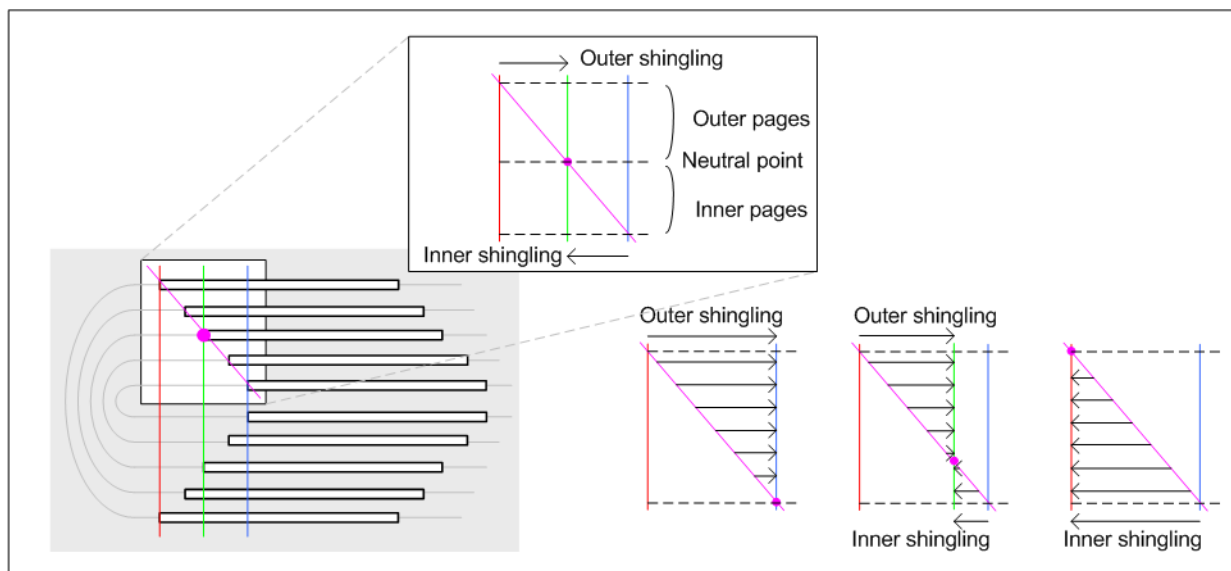 Outer shingling
Outer pages
Neutral point
Inner pages
Inner shingling
Outer shingling
Outer shingling
Inner shingling
Inner shingling